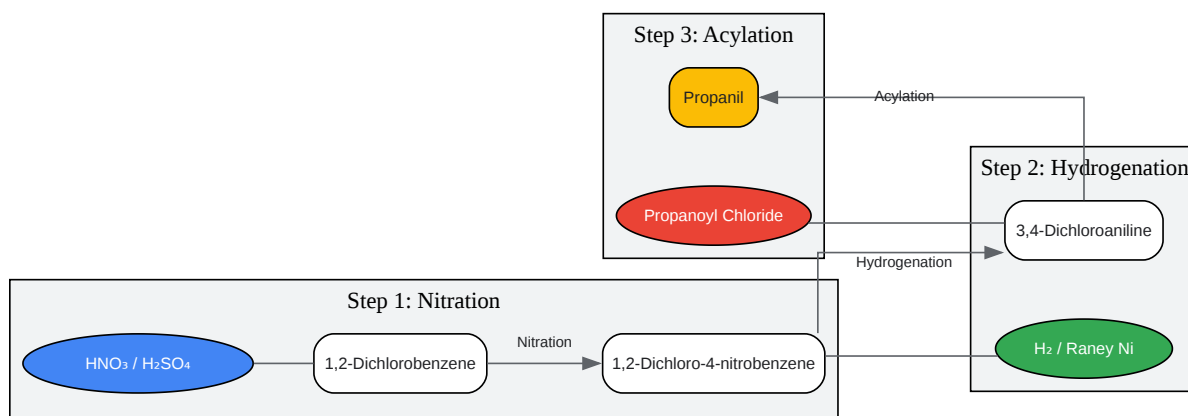 Step 3: Acylation
Propanil
Acylation
Propanoyl Chloride
Step 2: Hydrogenation
3,4-Dichloroaniline
Hydrogenation
H₂ / Raney Ni
Step 1: Nitration
HNO₃ / H₂SO₄
1,2-Dichlorobenzene
Nitration
1,2-Dichloro-4-nitrobenzene